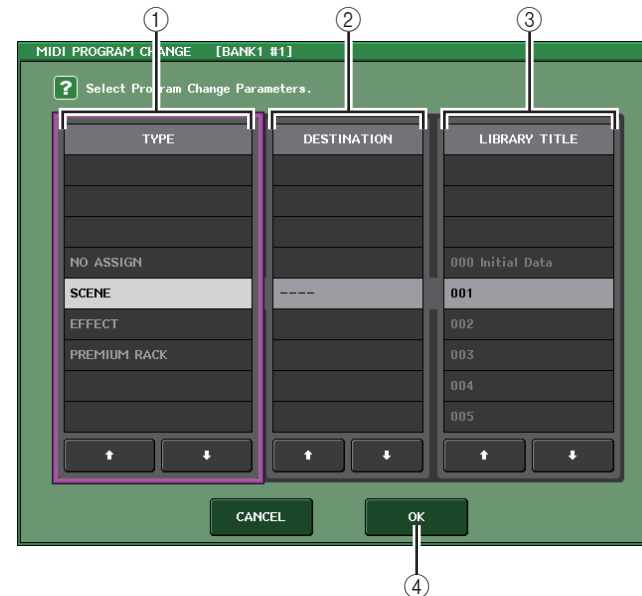 ① ② ③
MIDI PROGRAM CHANGE [BANK1 #1]
? Select Program Change Parameters.
TYPE DESTINATION LIBRARY TITLE
NO ASSIGN 000 Initial Data
SCENE ---- 001
EFFECT 002
PREMIUM RACK 003
004
005
CANCEL OK
④